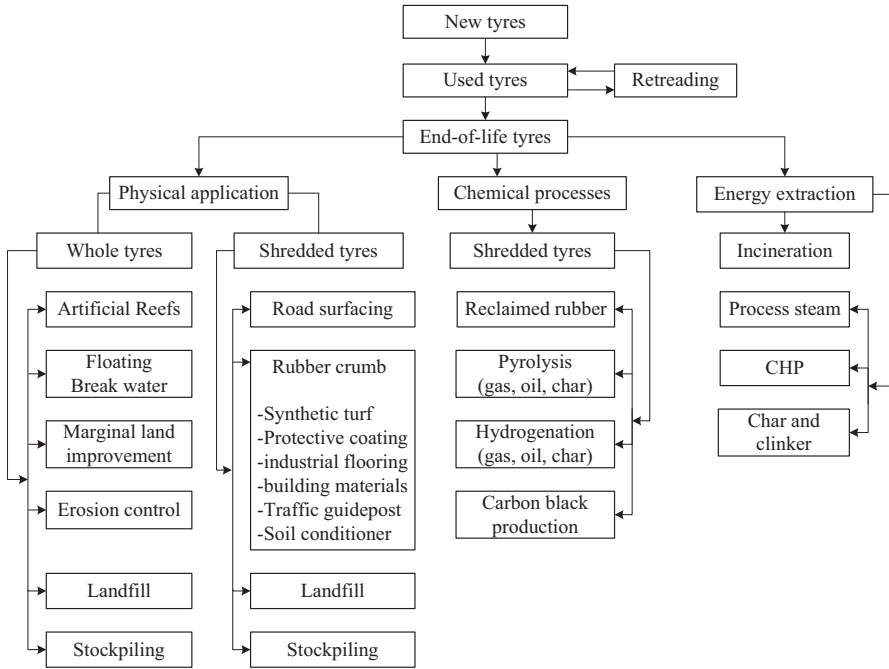 New tyres
Used tyres
Retreading
End-of-life tyres
Physical application
Chemical processes
Energy extraction
Whole tyres
Shredded tyres
Shredded tyres
Incineration
Artificial Reefs
Road surfacing
Reclaimed rubber
Process steam
Floating
Break water
Rubber crumb
-Synthetic turf
-Protective coating
-industrial flooring
-building materials
-Traffic guidepost
-Soil conditioner
Pyrolysis
(gas, oil, char)
CHP
Marginal land
improvement
Hydrogenation
(gas, oil, char)
Char and
clinker
Erosion control
Carbon black
production
Landfill
Landfill
Stockpiling
Stockpiling